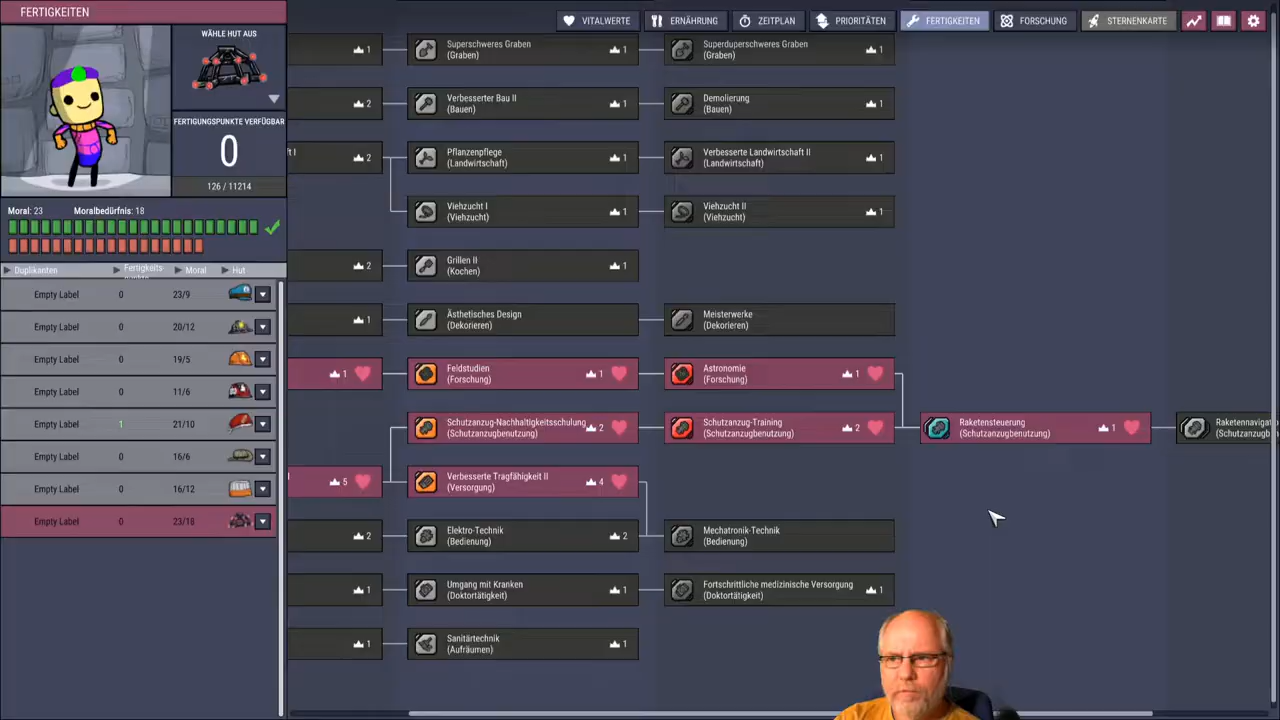 FERTIGKEITEN
VITALWERTE
ERNÄHRUNG
ZEITPLAN
PRIORITÄTEN
FERTIGKEITEN
FORSCHUNG
STERNENKARTE
WÄHLE HUT AUS
FERTIGUNGSPUNKTE VERFÜGBAR
0
126 / 11214
Moral: 23
Moralbedürfnis: 18
Duplikanten
Fertigkeits-
Moral
Hut
Empty Label 0 23/9
Empty Label 0 20/12
Empty Label 0 19/5
Empty Label 0 11/6
Empty Label 1 21/10
Empty Label 0 16/6
Empty Label 0 16/12
Empty Label 0 23/18
1
Superschweres Graben
(Graben)
1
Superduperschweres Graben
(Graben)
1
2
Verbesserter Bau II
(Bauen)
1
Demolierung
(Bauen)
1
ft I
2
Pflanzenpflege
(Landwirtschaft)
1
Verbesserte Landwirtschaft II
(Landwirtschaft)
1
Viehzucht I
(Viehzucht)
1
Viehzucht II
(Viehzucht)
1
2
Grillen II
(Kochen)
1
1
Ästhetisches Design
(Dekorieren)
Meisterwerke
(Dekorieren)
1
Feldstudien
(Forschung)
1
Astronomie
(Forschung)
1
Schutzanzug-Nachhaltigkeitsschulung
(Schutzanzugbenutzung)
2
Schutzanzug-Training
(Schutzanzugbenutzung)
2
Raketensteuerung
(Schutzanzugbenutzung)
1
Raketennavigat
(Schutzanzugb
5
Verbesserte Tragfähigkeit II
(Versorgung)
4
2
Elektro-Technik
(Bedienung)
2
Mechatronik-Technik
(Bedienung)
1
Umgang mit Kranken
(Doktortätigkeit)
1
Fortschrittliche medizinische Versorgung
(Doktortätigkeit)
1
1
Sanitärtechnik
(Aufräumen)
1